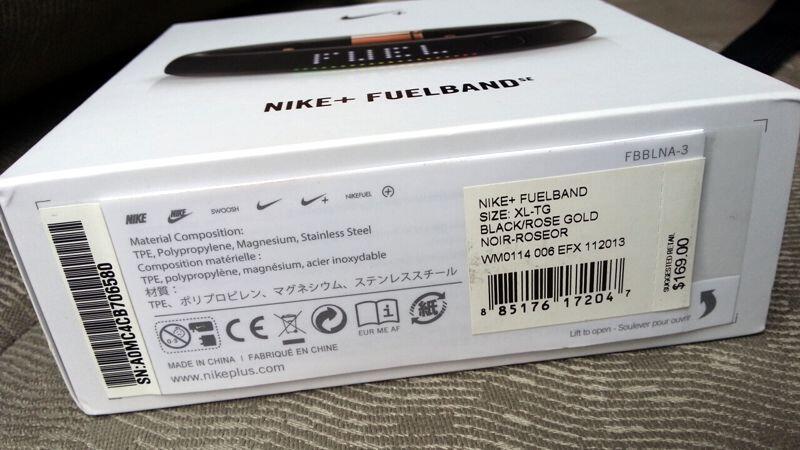 NIKE+ FUELBAND SE
FBBLNA-3
NIKE NIKE SWOOSH NIKEFUEL
Material Composition:
TPE, Polypropylene, Magnesium, Stainless Steel
Composition matérielle :
TPE, polypropylène, magnésium, acier inoxydable
材質：
TPE、ポリプロピレン、マグネシウム、ステンレススチール
0-3 CE EUR ME AF 紙
MADE IN CHINA | FABRIQUÉ EN CHINE
www.nikeplus.com
SN:A0MC4CB706580
NIKE+ FUELBAND
SIZE: XL-TG
BLACK/ROSE GOLD
NOIR-ROSEOR
WM0114 006 EFX 112013
8 85176 17204 7
SUGGESTED RETAIL
$169.00
Lift to open - Soulever pour ouvrir